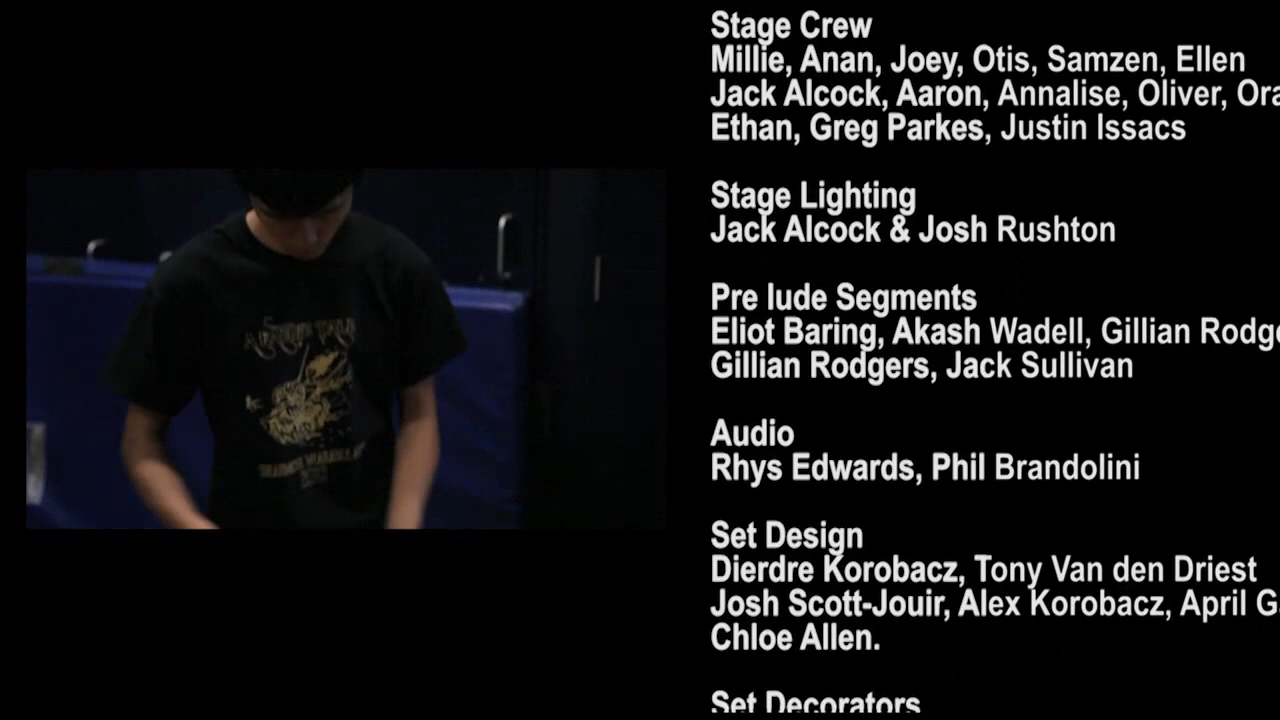 Stage Crew
Millie, Anan, Joey, Otis, Samzen, Ellen
Jack Alcock, Aaron, Annalise, Oliver,
Ethan, Greg Parkes, Justin Issacs
Stage Lighting
Jack Alcock & Josh Rushton
Pre lude Segments
Eliot Baring, Akash Wadell, Gillian
Gillian Rodgers, Jack Sullivan
Audio
Rhys Edwards, Phil Brandolini
Set Design
Dierdre Korobacz, Tony Van den Driest
Josh Scott-Jouir, Alex Korobacz, April
Chloe Allen.
Set Decorators